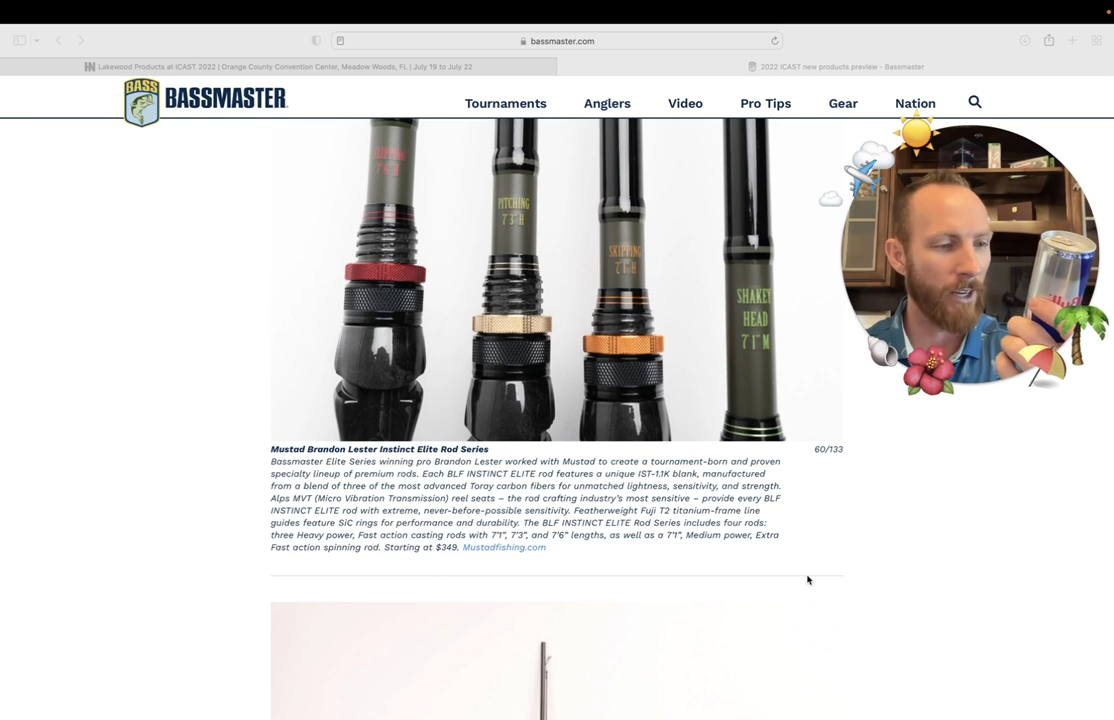 bassmaster.com
Lakewood Products at ICAST 2022 | Orange County Convention Center, Meadow Woods, FL | July 19 to July 22
2022 ICAST new products preview - Bassmaster
BASS
BASSMASTER
Tournaments Anglers Video Pro Tips Gear Nation
7'6"H
PITCHING
7'3"H
SKIPPING
7'1"H
SHAKEY
HEAD
7'1"M
Mustad Brandon Lester Instinct Elite Rod Series 60/133
Bassmaster Elite Series winning pro Brandon Lester worked with Mustad to create a tournament-born and proven
specialty lineup of premium rods. Each BLF INSTINCT ELITE rod features a unique IST-1.1K blank, manufactured
from a blend of three of the most advanced Toray carbon fibers for unmatched lightness, sensitivity, and strength.
Alps MVT (Micro Vibration Transmission) reel seats – the rod crafting industry's most sensitive – provide every BLF
INSTINCT ELITE rod with extreme, never-before-possible sensitivity. Featherweight Fuji T2 titanium-frame line
guides feature SiC rings for performance and durability. The BLF INSTINCT ELITE Rod Series includes four rods:
three Heavy power, Fast action casting rods with 7'1", 7'3", and 7'6" lengths, as well as a 7'1", Medium power, Extra
Fast action spinning rod. Starting at $349. Mustadfishing.com